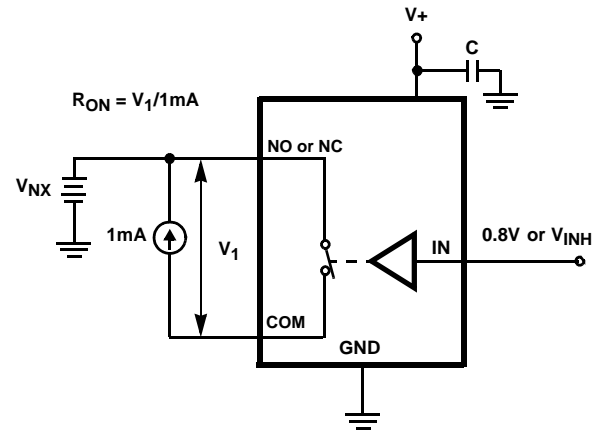 V+
C
R_ON = V_1/1mA
NO or NC
V_NX
1mA
V_1
IN
0.8V or V_INH
COM
GND